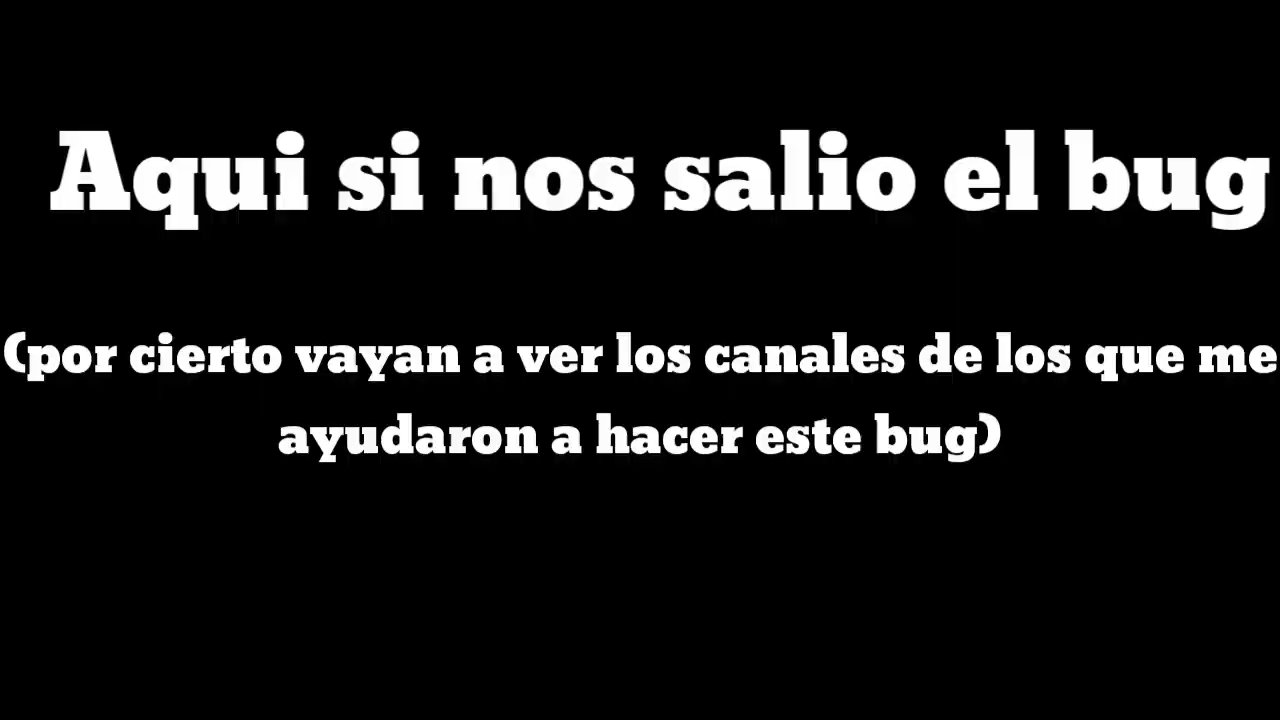 Aqui si nos salio el bug
(por cierto vayan a ver los canales de los que me
ayudaron a hacer este bug)